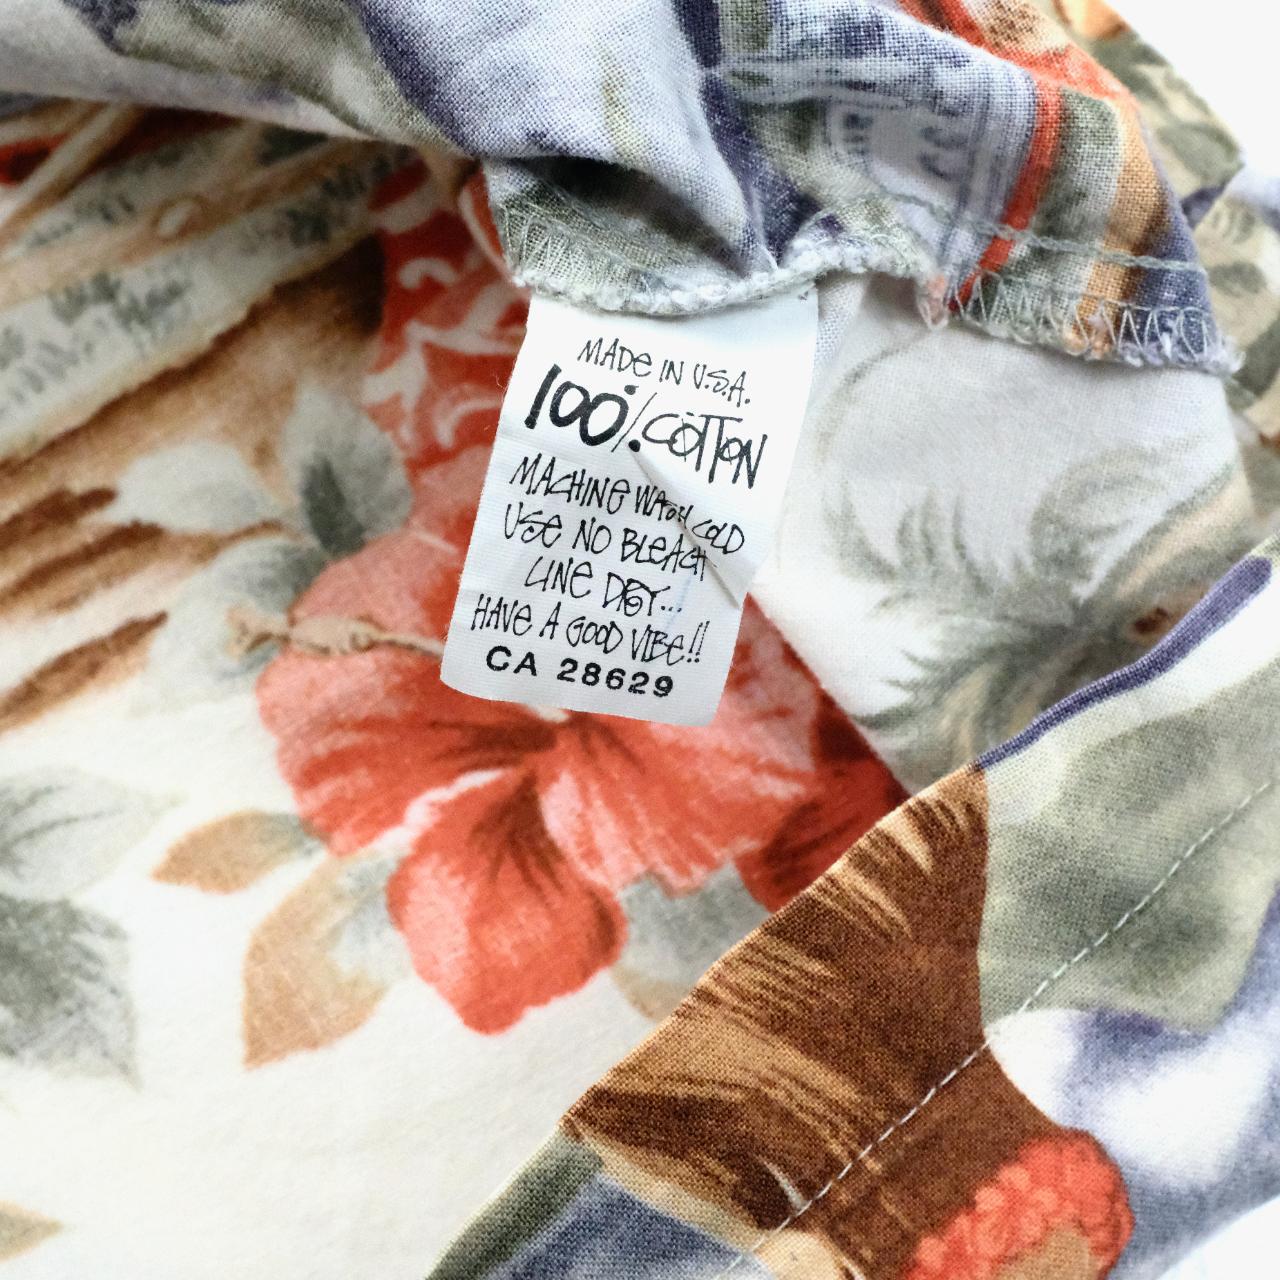 MADE IN U.S.A.
100%.COTTON
MACHINE WASH COLD
USE NO BLEACH
LINE DRY...
HAVE A GOOD VIBE!!
CA 28629